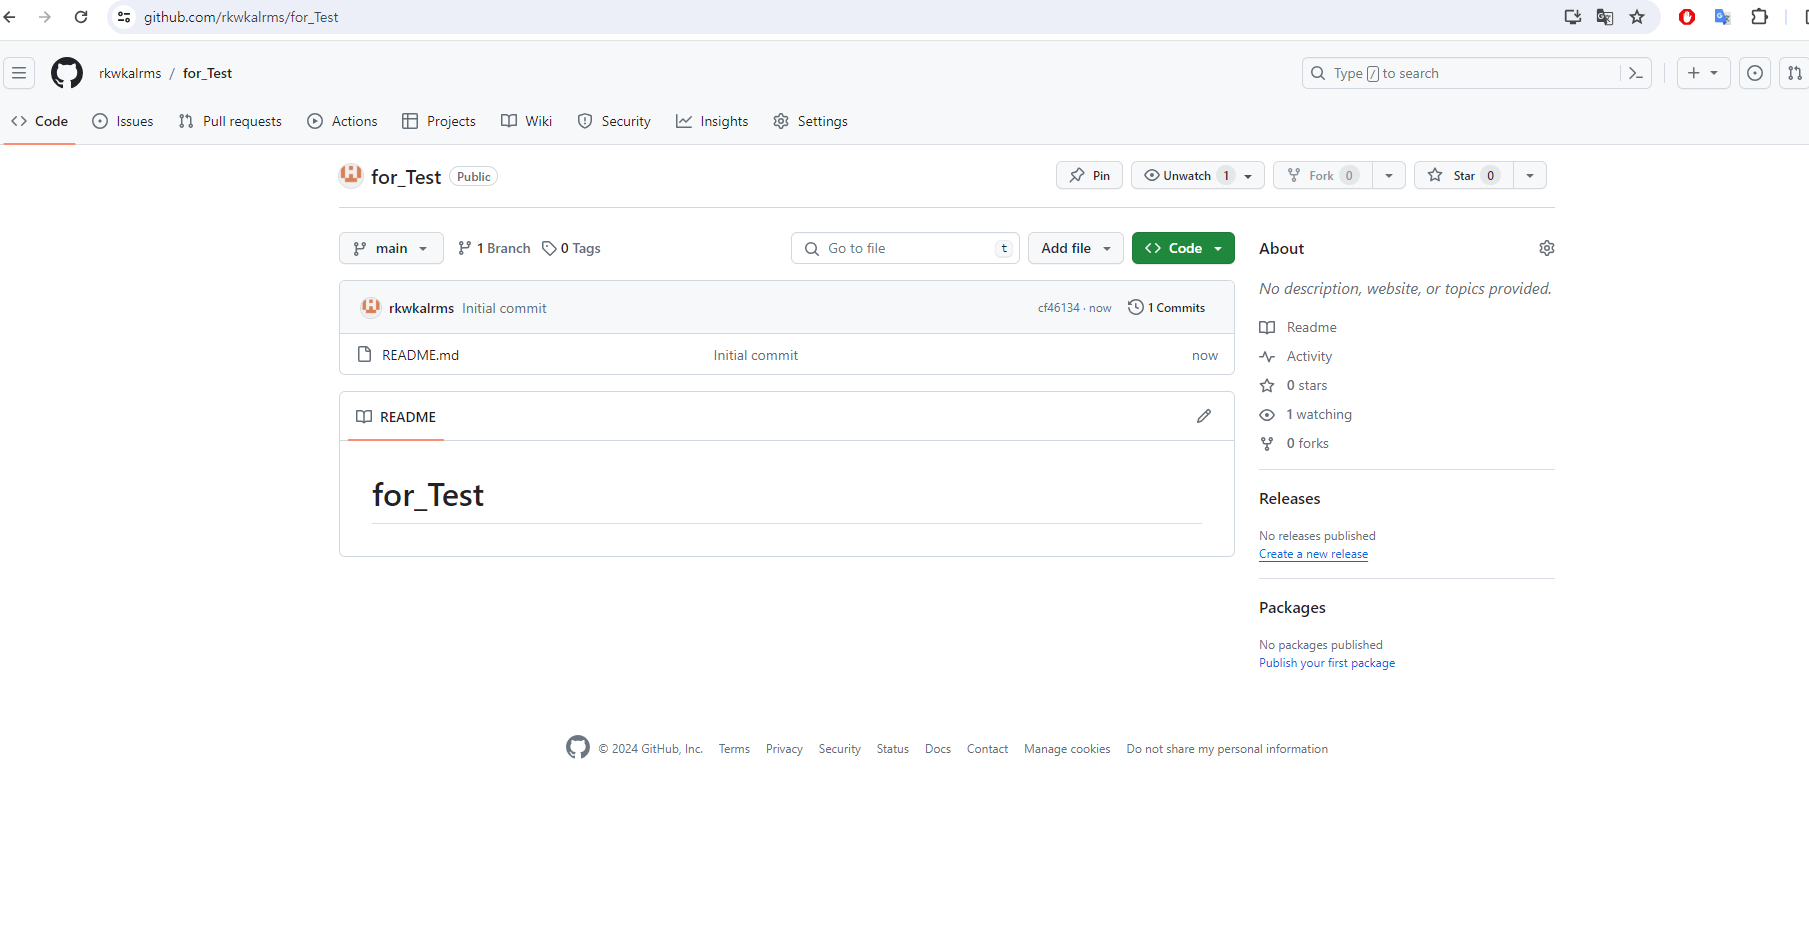 github.com/rkwkalrms/for_Test
rkwkalrms / for_Test
Type / to search
Code Issues Pull requests Actions Projects Wiki Security Insights Settings
for_Test Public
Pin Unwatch 1 Fork 0 Star 0
main 1 Branch 0 Tags Go to file t Add file Code
rkwkalrms Initial commit cf46134 · now 1 Commits
README.md Initial commit now
README
for_Test
About
No description, website, or topics provided.
Readme
Activity
0 stars
1 watching
0 forks
Releases
No releases published
Create a new release
Packages
No packages published
Publish your first package
© 2024 GitHub, Inc. Terms Privacy Security Status Docs Contact Manage cookies Do not share my personal information